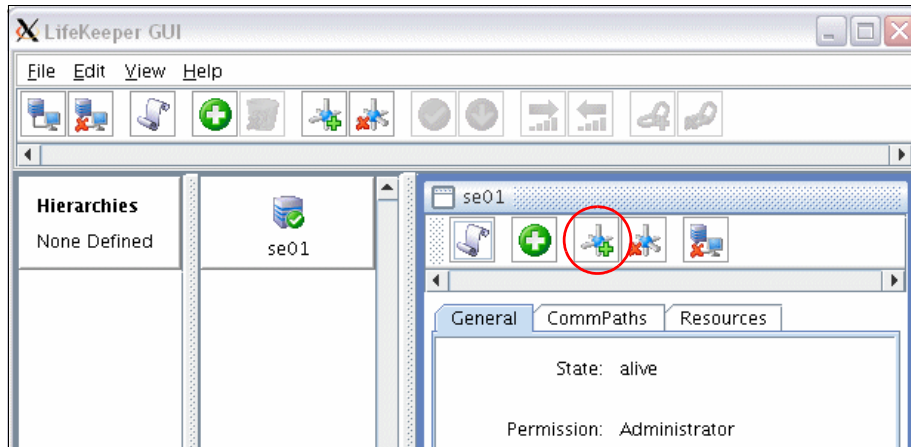 LifeKeeper GUI
File Edit View Help
Hierarchies
None Defined
se01
se01
General CommPaths Resources
State: alive
Permission: Administrator